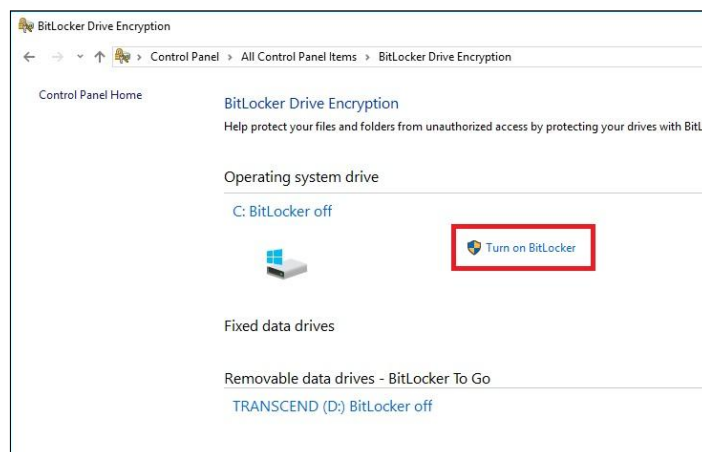 BitLocker Drive Encryption
Control Panel > All Control Panel Items > BitLocker Drive Encryption
Control Panel Home
BitLocker Drive Encryption
Help protect your files and folders from unauthorized access by protecting your drives with BitL
Operating system drive
C: BitLocker off
Turn on BitLocker
Fixed data drives
Removable data drives - BitLocker To Go
TRANSCEND (D:) BitLocker off